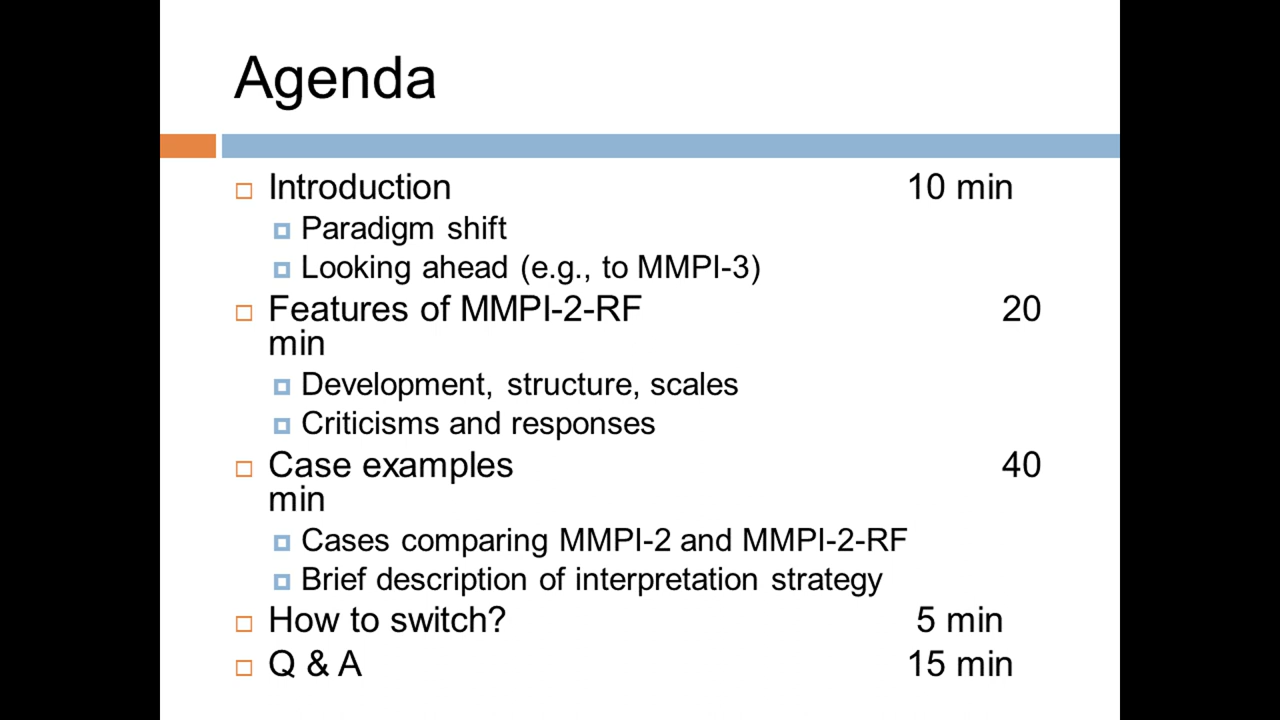 Agenda
Introduction 10 min
Paradigm shift
Looking ahead (e.g., to MMPI-3)
Features of MMPI-2-RF 20
min
Development, structure, scales
Criticisms and responses
Case examples 40
min
Cases comparing MMPI-2 and MMPI-2-RF
Brief description of interpretation strategy
How to switch? 5 min
Q & A 15 min